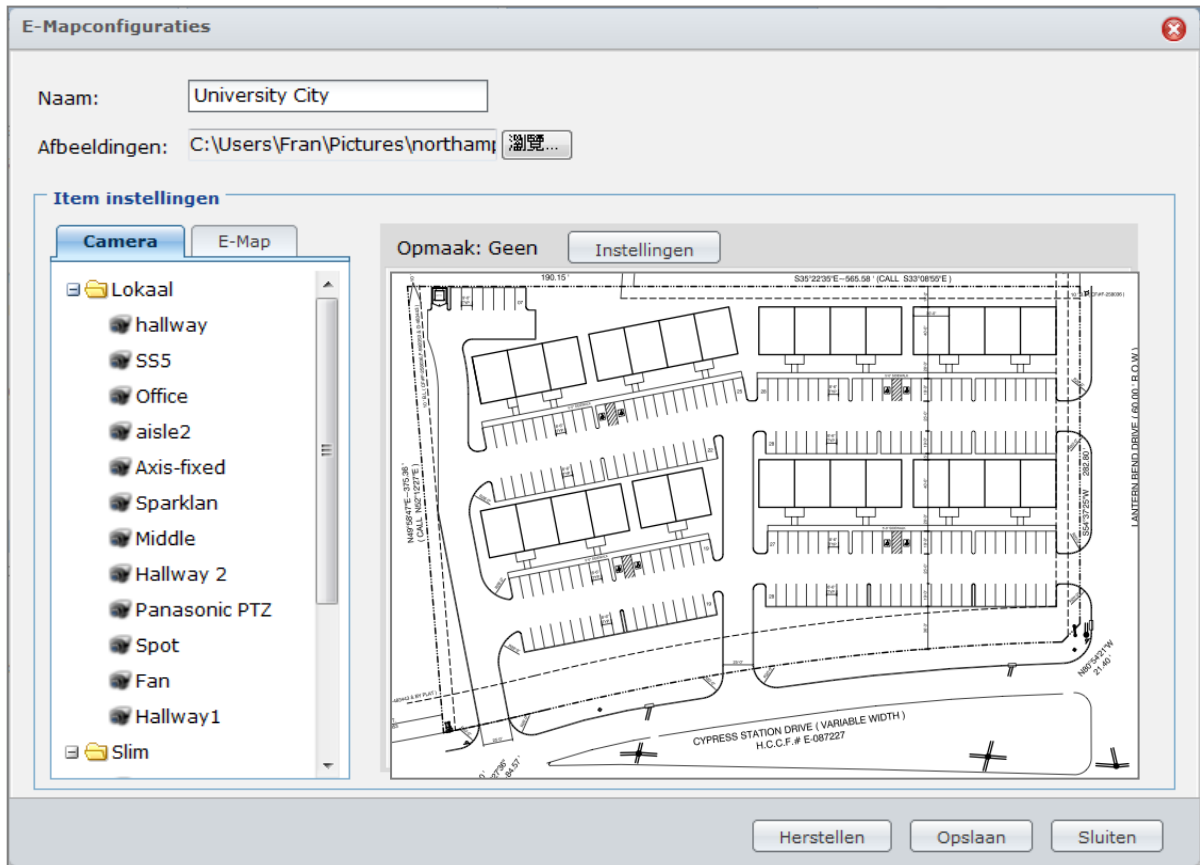 E-Mapconfiguraties
Naam: University City
Afbeeldingen: C:\Users\Fran\Pictures\northamp 瀏覽...
Item instellingen
Camera E-Map
Opmaak: Geen Instellingen
Lokaal
hallway
SS5
Office
aisle2
Axis-fixed
Sparklan
Middle
Hallway 2
Panasonic PTZ
Spot
Fan
Hallway1
Slim
190.15 '
S35°22'35"E--565.58 ' (CALL S33°08'55"E )
N49°58'47"E--375.36'
( CALL N52°12'27"E )
LANTERN BEND DRIVE ( 60.00 ' R.O.W )
S54°37'25"W 282.80'
N80°54'21"W
21.40 '
CYPRESS STATION DRIVE ( VARIABLE WIDTH )
H.C.C.F.# E-087227
Herstellen Opslaan Sluiten